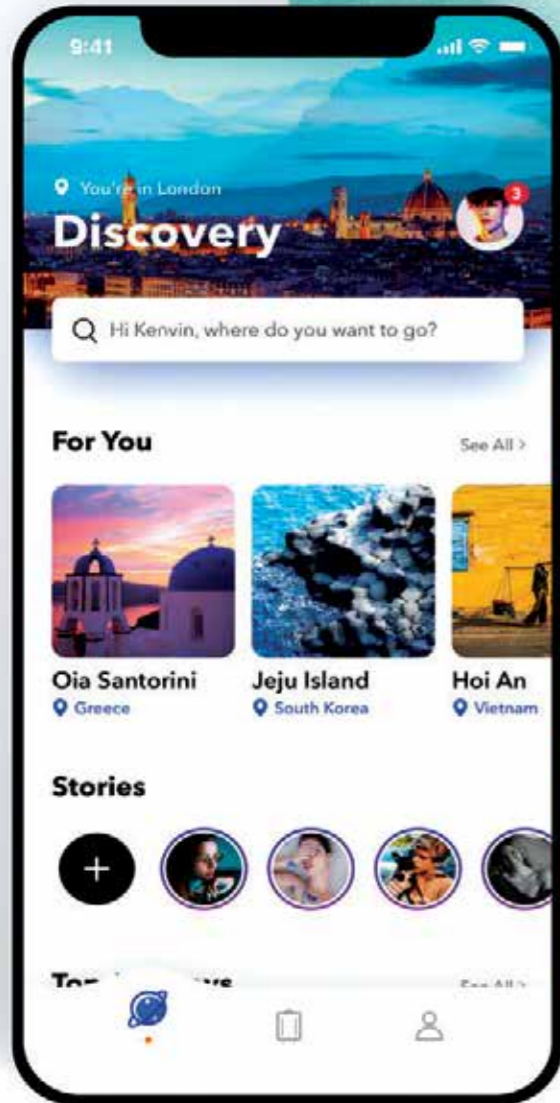 9:41
You're in London
Discovery
3
Hi Kenvin, where do you want to go?
For You
See All >
Oia Santorini
Jeju Island
Hoi An
Greece
South Korea
Vietnam
Stories
See All >